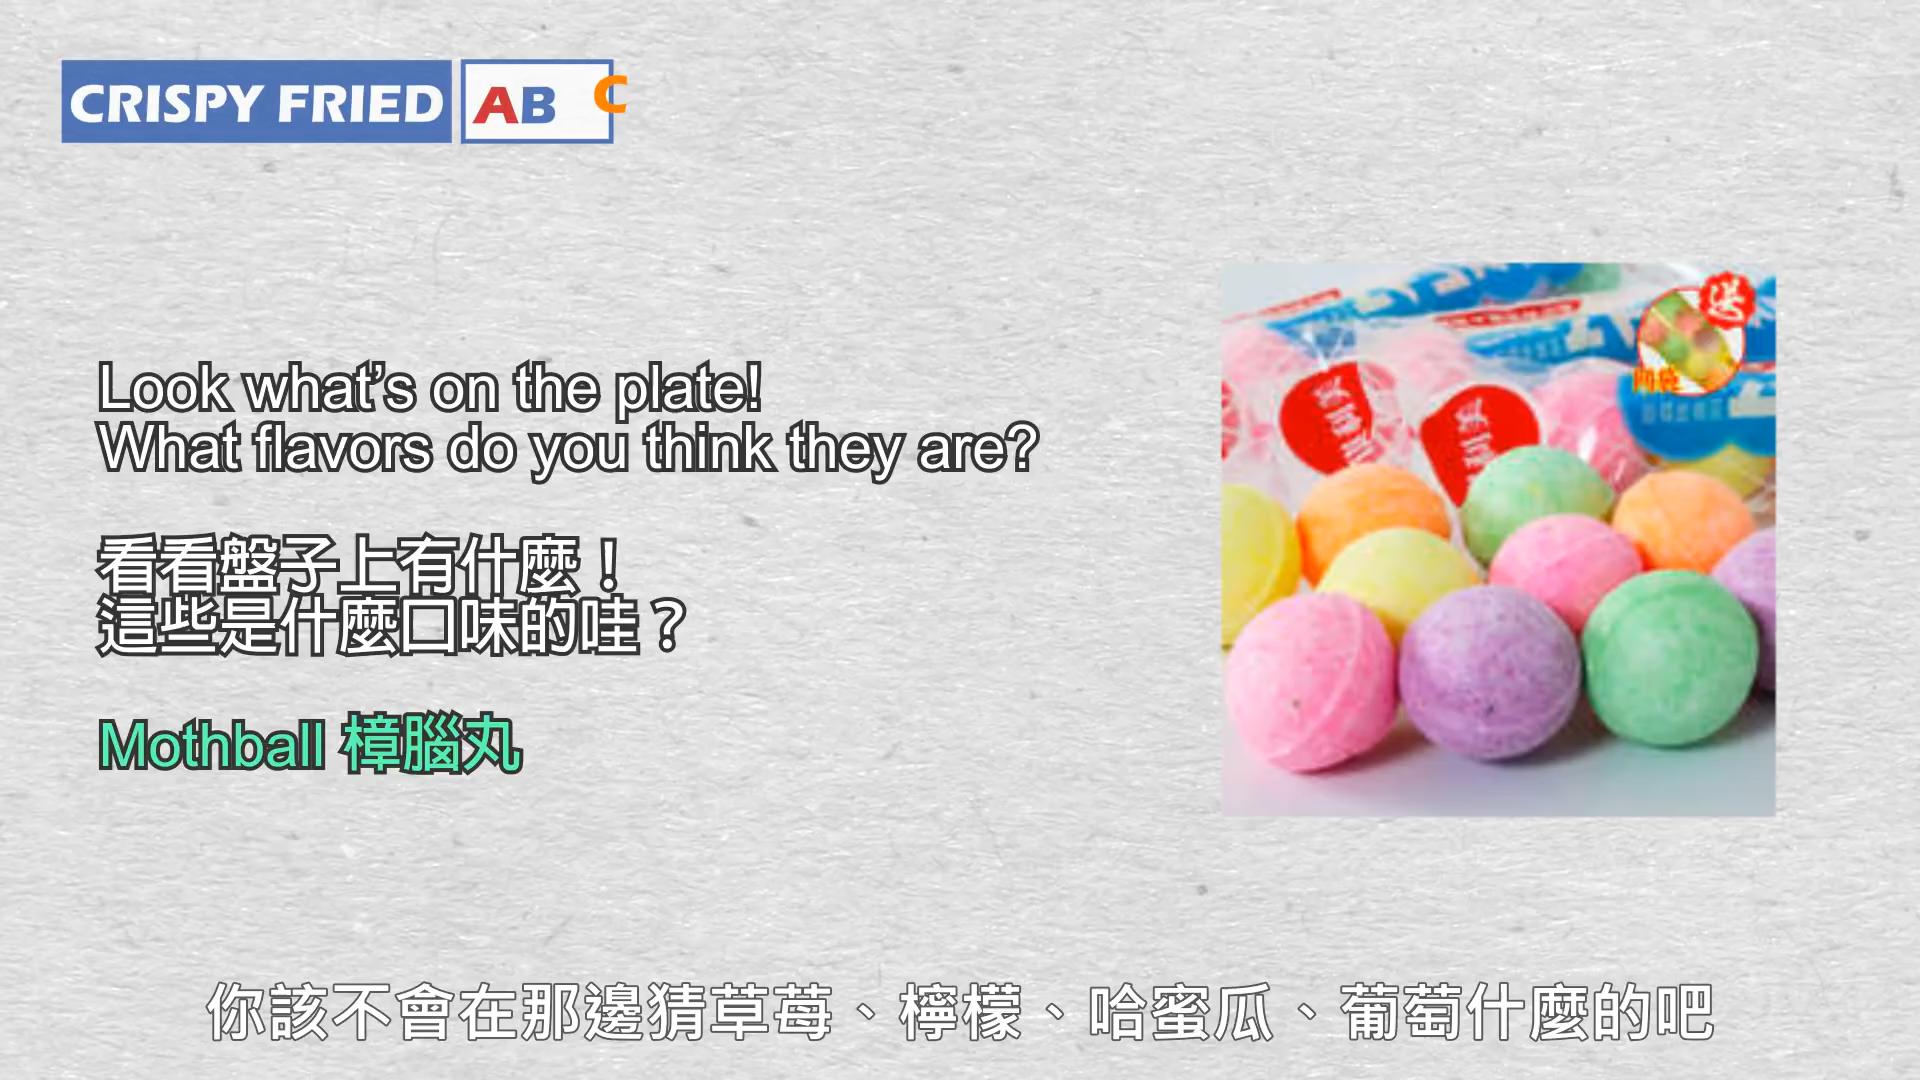 CRISPY FRIED ABC
Look what's on the plate!
What flavors do you think they are?
看看盤子上有什麼！
這些是什麼口味的哇？
Mothball 樟腦丸
送
你該不會在那邊猜草莓、檸檬、哈蜜瓜、葡萄什麼的吧